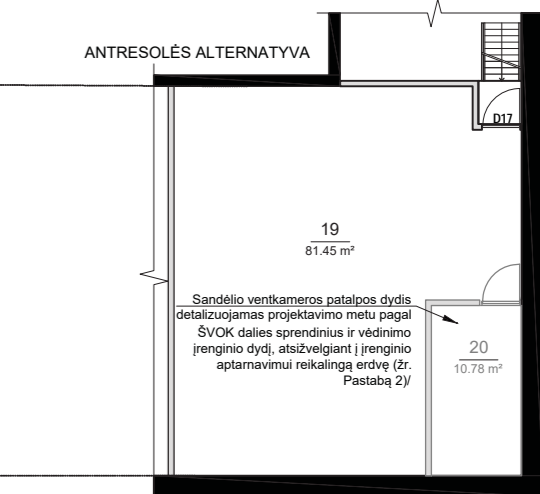 ANTRESOLĖS ALTERNATYVA
D17
19
81.45 m²
Sandėlio ventkameros patalpos dydis
detalizuojamas projektavimo metu pagal
ŠVOK dalies sprendinius ir vėdinimo
įrenginio dydį, atsižvelgiant į įrenginio
aptarnavimui reikalingą erdvę (žr.
Pastabą 2)/
20
10.78 m²